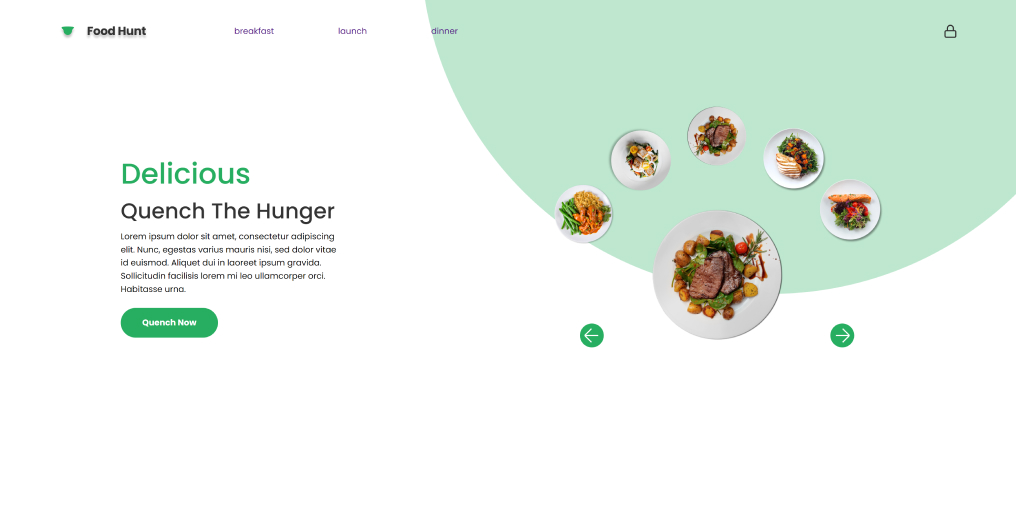 Food Hunt
breakfast
launch
dinner
Delicious
Quench The Hunger
Lorem ipsum dolor sit amet, consectetur adipiscing
elit. Nunc, egestas varius mauris nisi, sed dolor vitae
id euismod. Aliquet dui in laoreet ipsum gravida.
Sollicitudin facilisis lorem mi leo ullamcorper orci.
Habitasse urna.
Quench Now